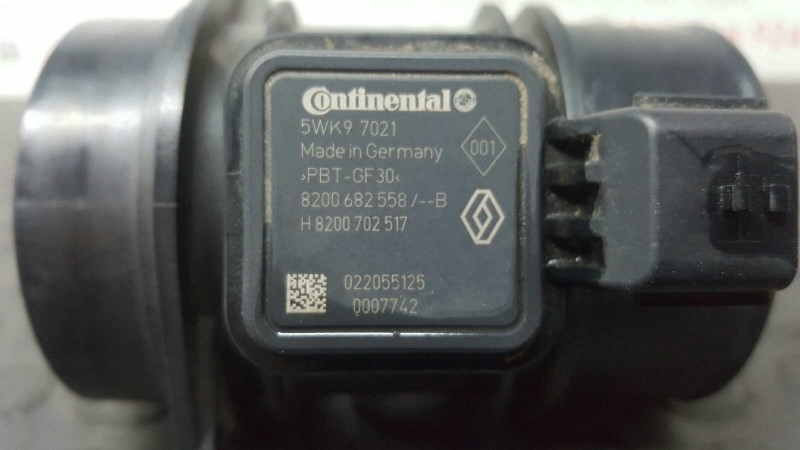 Continental
5WK9 7021
Made in Germany
001
›PBT-GF30‹
8200 682 558 /--B
H 8200 702 517
022055125
0007742